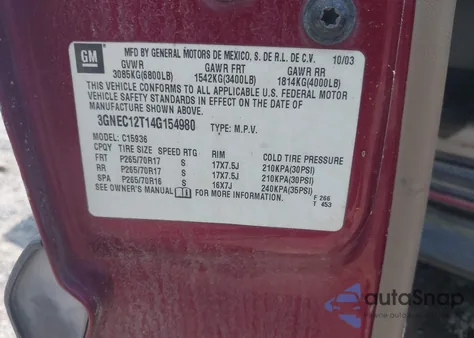 GM
MFD BY GENERAL MOTORS DE MEXICO, S. DE R.L. DE C.V. 10/03
GVWR GAWR FRT GAWR RR
3085KG(6800LB) 1542KG(3400LB) 1814KG(4000LB)
THIS VEHICLE CONFORMS TO ALL APPLICABLE U.S. FEDERAL MOTOR
VEHICLE SAFETY STANDARDS IN EFFECT ON THE DATE OF
MANUFACTURE SHOWN ABOVE.
3GNEC12T14G154980 TYPE: M.P.V.
MODEL: C15936
CPQY TIRE SIZE SPEED RTG RIM COLD TIRE PRESSURE
FRT P265/70R17 S 17X7.5J 210KPA(30PSI)
RR P265/70R17 S 17X7.5J 210KPA(30PSI)
SPA P265/70R16 S 16X7J 240KPA(35PSI)
SEE OWNER'S MANUAL FOR MORE INFORMATION.
F 266
T 453
autoSnap